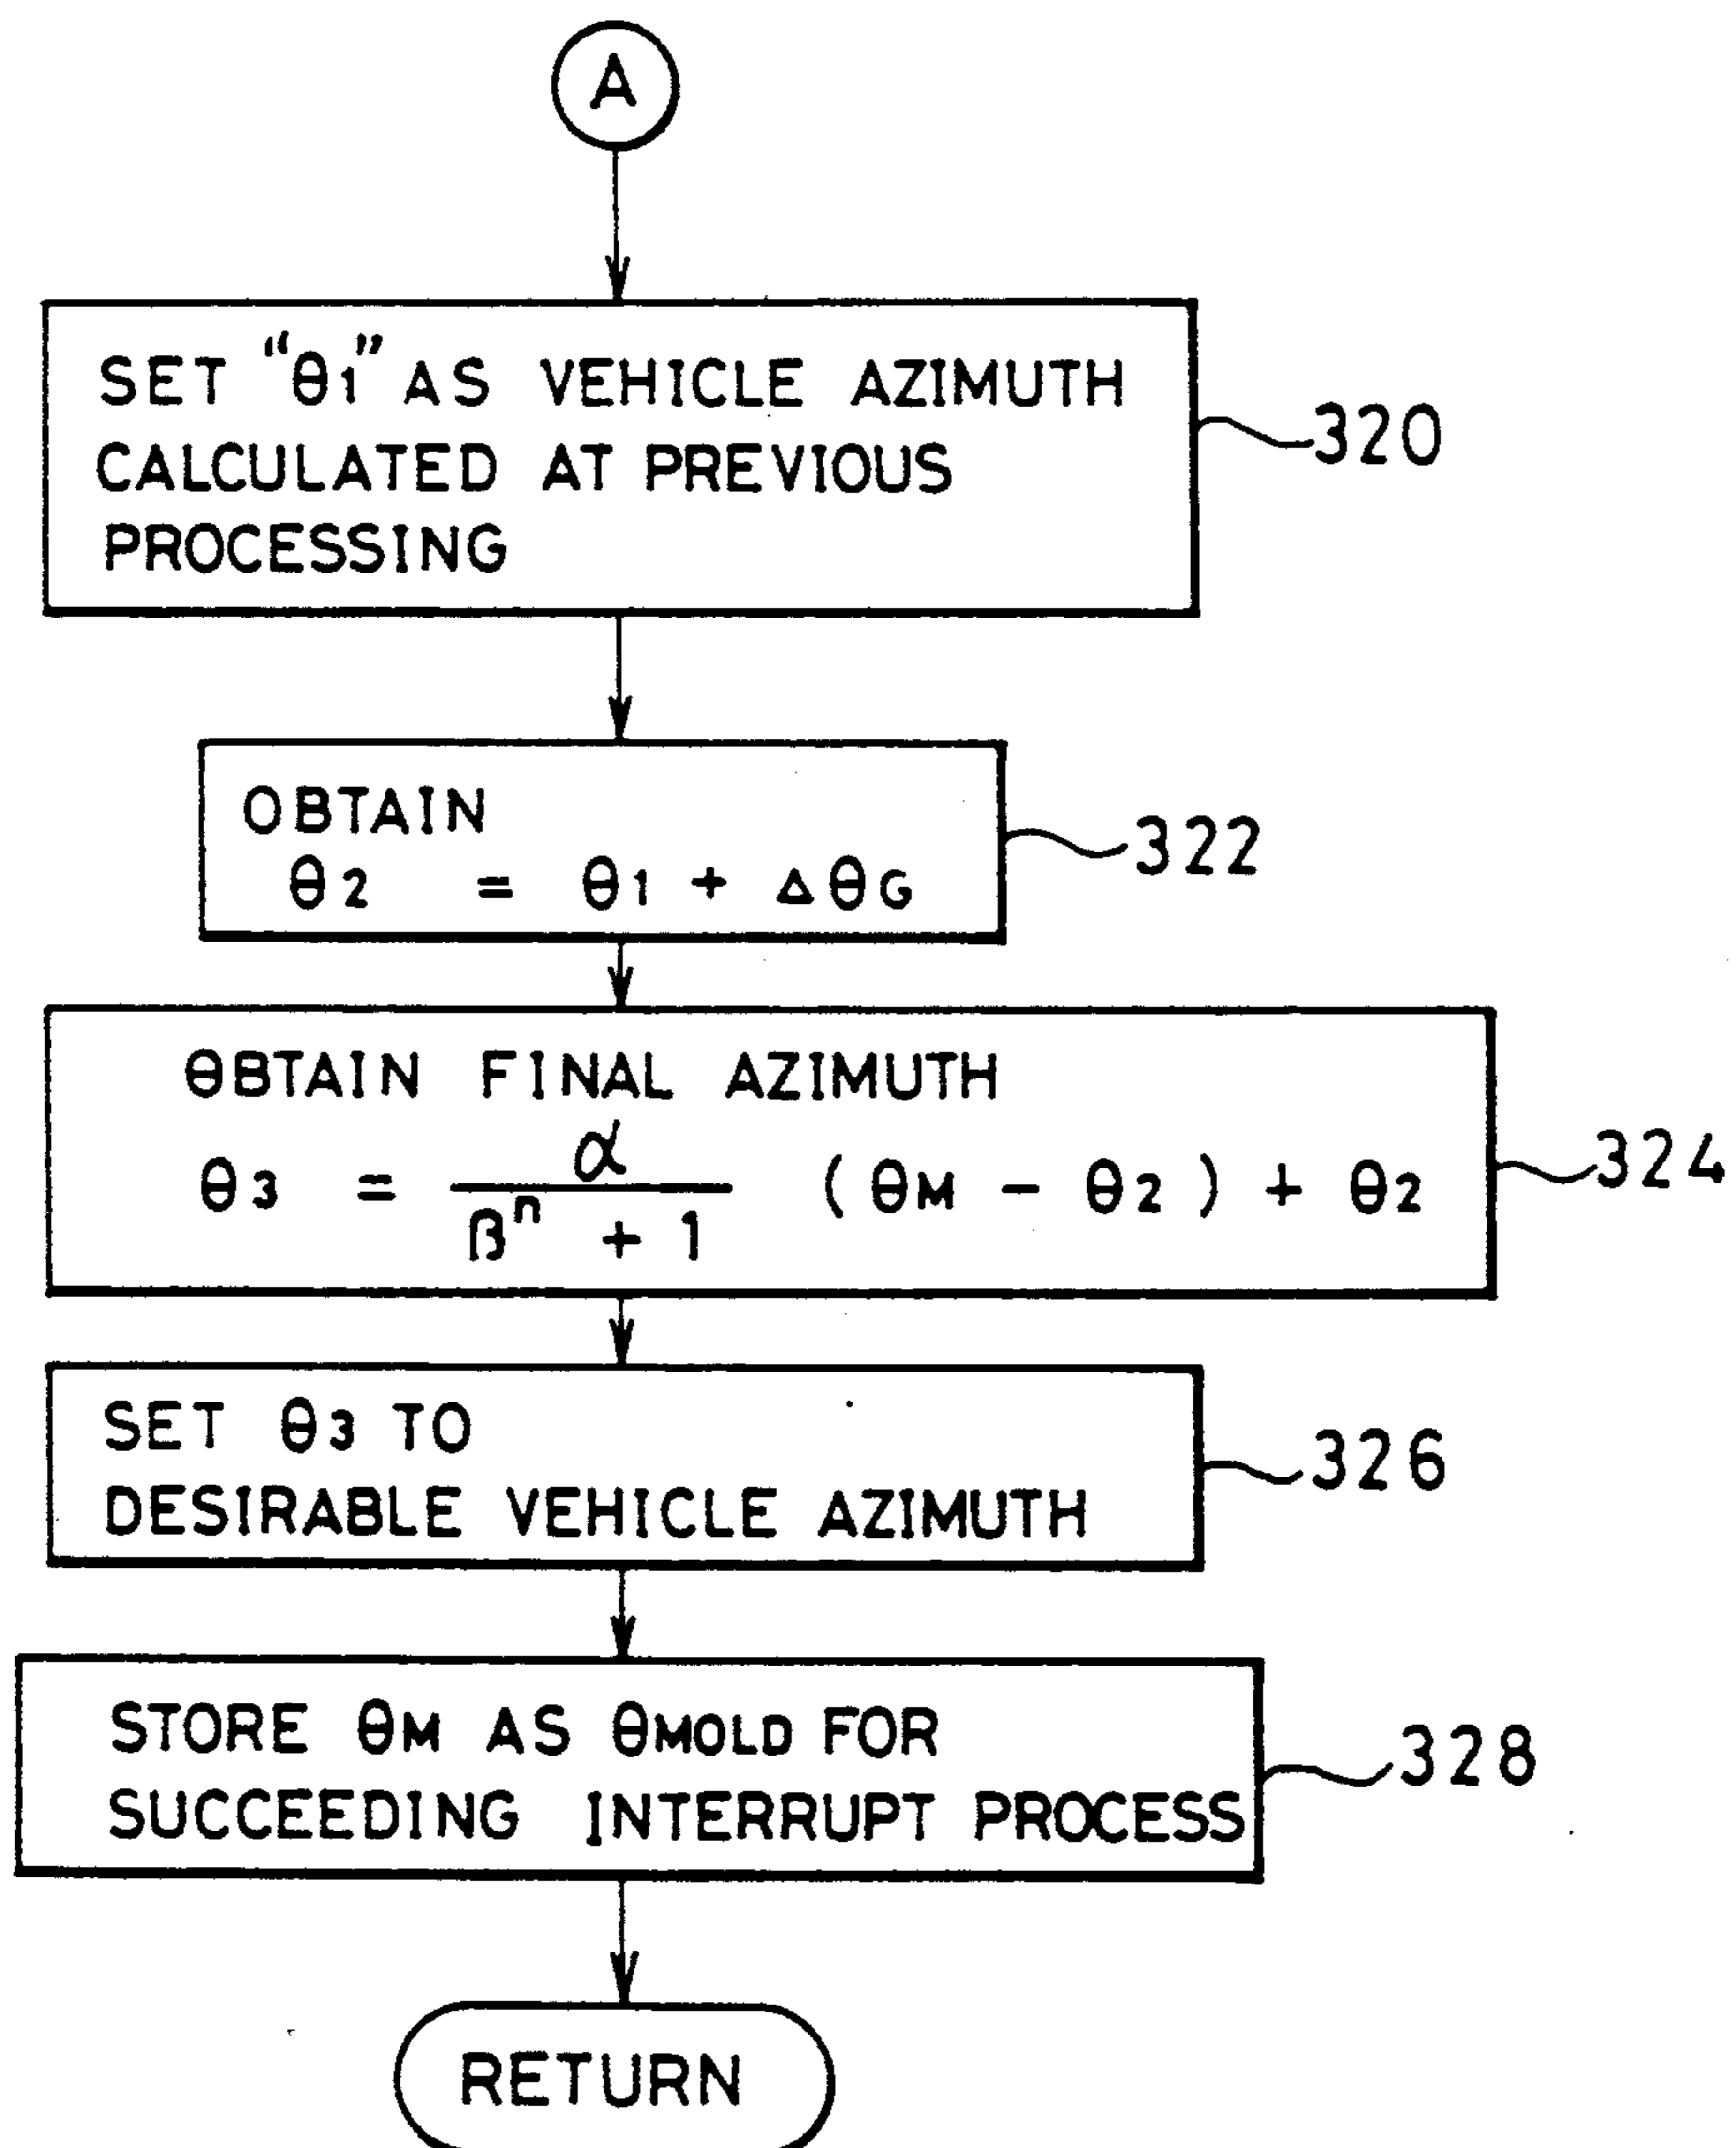 A
SET "θ1" AS VEHICLE AZIMUTH
CALCULATED AT PREVIOUS
PROCESSING
320
OBTAIN
θ2 = θ1 + ΔθG
322
θBTAIN FINAL AZIMUTH
θ3 = α / (β^n + 1) (θM - θ2) + θ2
324
SET θ3 TO
DESIRABLE VEHICLE AZIMUTH
326
STORE θM AS θMOLD FOR
SUCCEEDING INTERRUPT PROCESS
328
RETURN